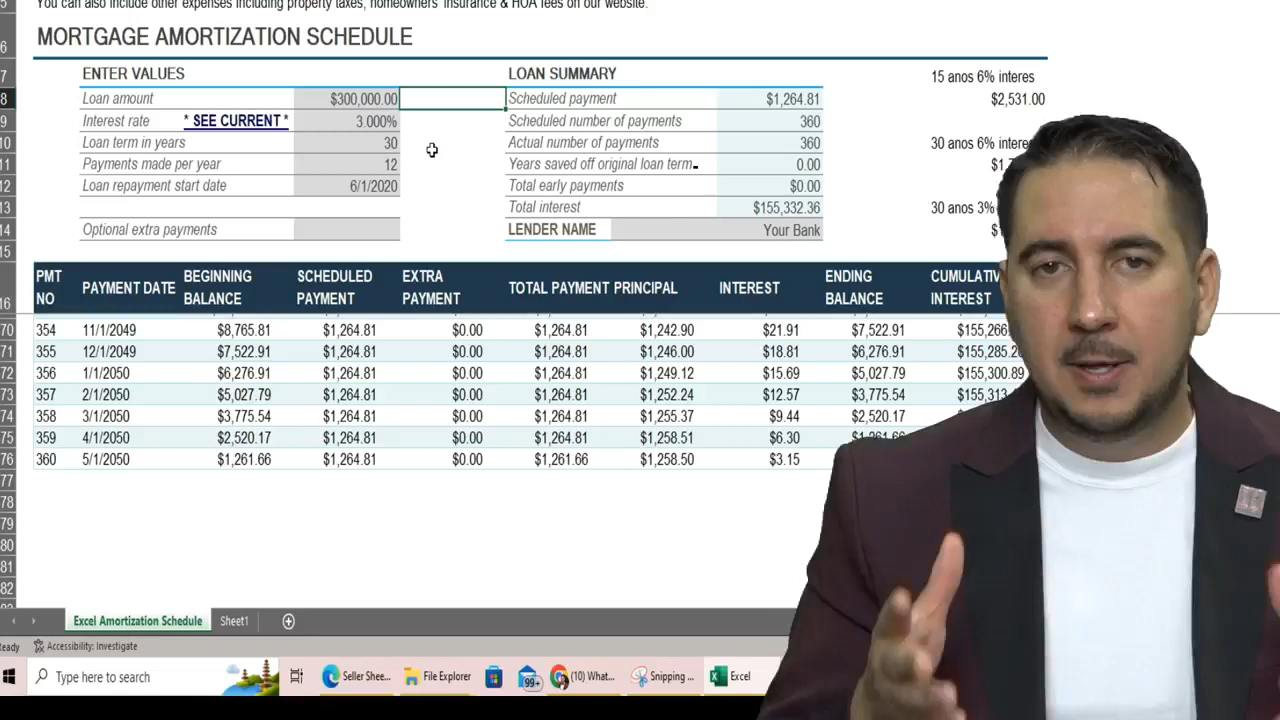 You can also include other expenses including property taxes, homeowners' insurance & HOA fees on our website.
MORTGAGE AMORTIZATION SCHEDULE
ENTER VALUES LOAN SUMMARY 15 anos 6% interes
Loan amount $300,000.00 Scheduled payment $1,264.81 $2,531.00
Interest rate * SEE CURRENT * 3.000% Scheduled number of payments 360
Loan term in years 30 Actual number of payments 360 30 anos 6%
Payments made per year 12 Years saved off original loan term 0.00
Loan repayment start date 6/1/2020 Total early payments $0.00
Total interest $155,332.36 30 anos 3%
Optional extra payments LENDER NAME Your Bank
PMT NO PAYMENT DATE BEGINNING BALANCE SCHEDULED PAYMENT EXTRA PAYMENT TOTAL PAYMENT PRINCIPAL INTEREST ENDING BALANCE INTEREST
354 11/1/2049 $8,765.81 $1,264.81 $0.00 $1,264.81 $1,242.90 $21.91 $7,522.91
355 12/1/2049 $7,522.91 $1,264.81 $0.00 $1,264.81 $1,246.00 $18.81 $6,276.91
356 1/1/2050 $6,276.91 $1,264.81 $0.00 $1,264.81 $1,249.12 $15.69 $5,027.79 $155,300.89
357 2/1/2050 $5,027.79 $1,264.81 $0.00 $1,264.81 $1,252.24 $12.57 $3,775.54
358 3/1/2050 $3,775.54 $1,264.81 $0.00 $1,264.81 $1,255.37 $9.44 $2,520.17
359 4/1/2050 $2,520.17 $1,264.81 $0.00 $1,264.81 $1,258.51 $6.30
360 5/1/2050 $1,261.66 $1,264.81 $0.00 $1,261.66 $1,258.50 $3.15
Excel Amortization Schedule Sheet1
Accessibility: Investigate
Type here to search Seller Shee... File Explorer 99+ (10) What... Snipping ... Excel